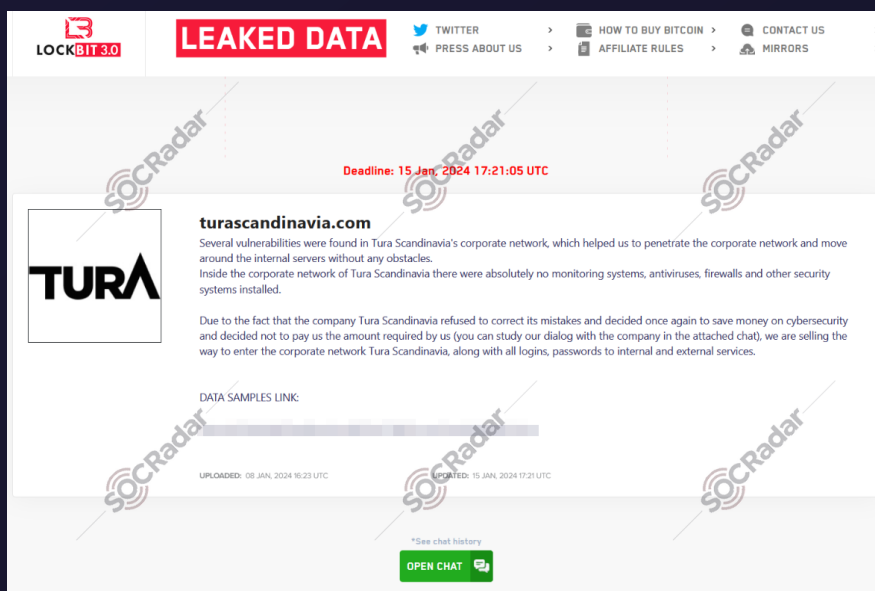 LOCKBIT 3.0
LEAKED DATA
TWITTER >
PRESS ABOUT US >
HOW TO BUY BITCOIN >
AFFILIATE RULES >
CONTACT US
MIRRORS
Deadline: 15 Jan, 2024 17:21:05 UTC
TURA
turascandinavia.com
Several vulnerabilities were found in Tura Scandinavia's corporate network, which helped us to penetrate the corporate network and move
around the internal servers without any obstacles.
Inside the corporate network of Tura Scandinavia there were absolutely no monitoring systems, antiviruses, firewalls and other security
systems installed.
Due to the fact that the company Tura Scandinavia refused to correct its mistakes and decided once again to save money on cybersecurity
and decided not to pay us the amount required by us (you can study our dialog with the company in the attached chat), we are selling the
way to enter the corporate network Tura Scandinavia, along with all logins, passwords to internal and external services.
DATA SAMPLES LINK:
UPLOADED: 08 JAN, 2024 16:23 UTC
UPDATED: 15 JAN, 2024 17:21 UTC
*See chat history
OPEN CHAT
SOCRadar
SOCRadar
SOCRadar
SOCRadar
SOCRadar
SOCRadar